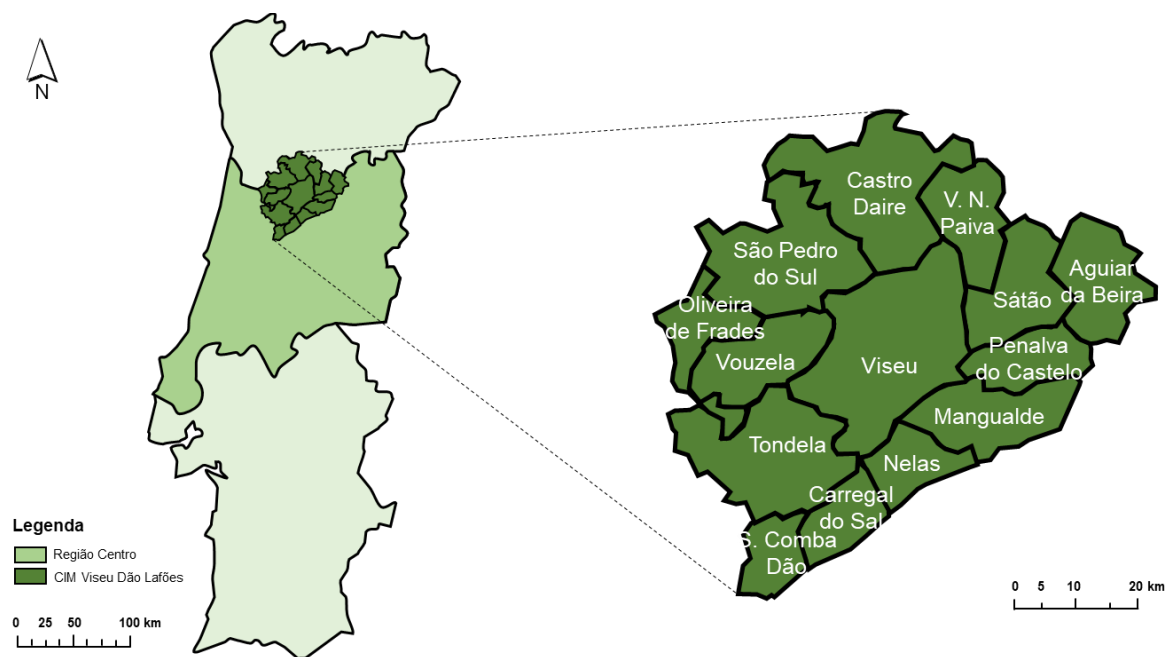 N
Castro
Daire
V. N.
Paiva
São Pedro
do Sul
Aguiar
da Beira
Sátão
Oliveira
de Frades
Vouzela
Viseu
Penalva
do Castelo
Mangualde
Tondela
Nelas
Carregal
do Sal
S. Comba
Dão
Legenda
Região Centro
CIM Viseu Dão Lafões
0 25 50 100 km
0 5 10 20 km